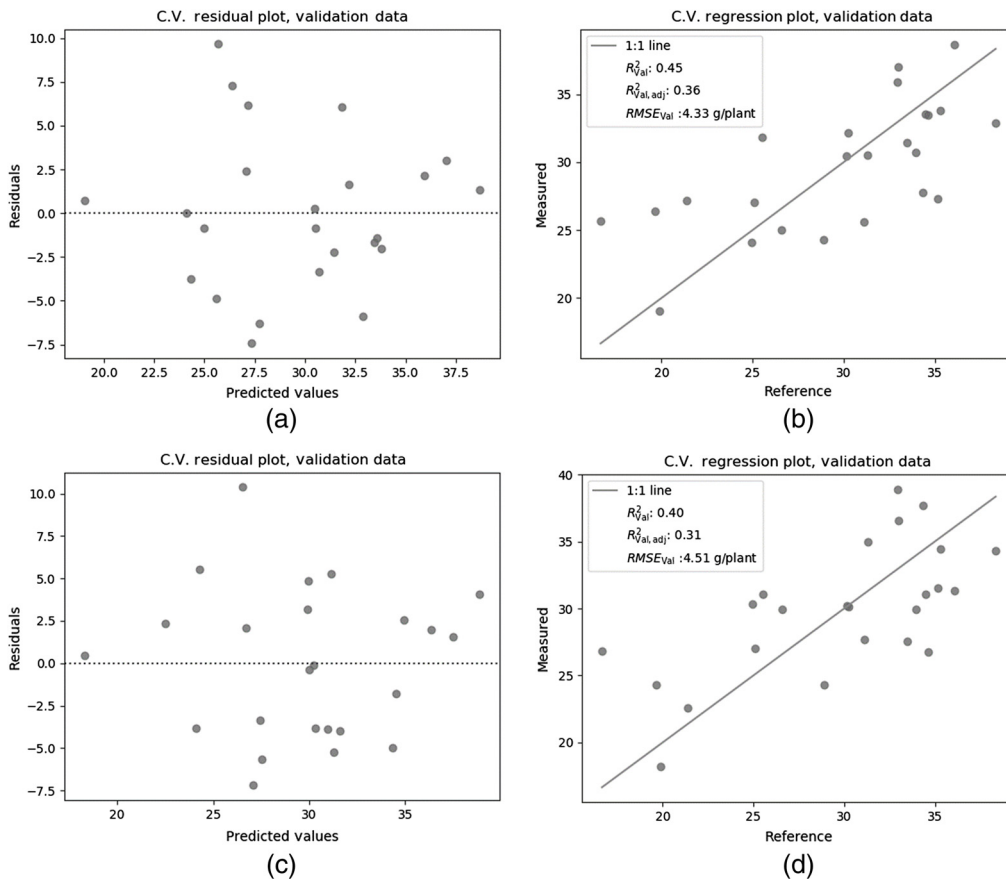 C.V. residual plot, validation data
10.0
7.5
5.0
2.5
0.0
−2.5
−5.0
−7.5
Residuals
20.0 22.5 25.0 27.5 30.0 32.5 35.0 37.5
Predicted values
(a)
C.V. regression plot, validation data
1:1 line
R²Val: 0.45
R²Val,adj: 0.36
RMSEVal :4.33 g/plant
35
30
25
20
Measured
20 25 30 35
Reference
(b)
C.V. residual plot, validation data
10.0
7.5
5.0
2.5
0.0
−2.5
−5.0
−7.5
Residuals
20 25 30 35
Predicted values
(c)
C.V. regression plot, validation data
1:1 line
R²Val: 0.40
R²Val,adj: 0.31
RMSEVal :4.51 g/plant
40
35
30
25
20
Measured
20 25 30 35
Reference
(d)